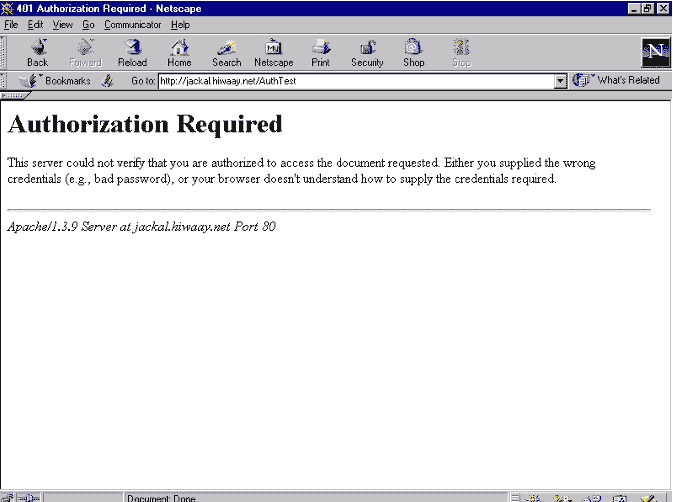 401 Authorization Required - Netscape
File Edit View Go Communicator Help
Back Forward Reload Home Search Netscape Print Security Shop Stop
N
Bookmarks Go to: http://jackal.hiwaay.net/AuthTest What's Related
Authorization Required
This server could not verify that you are authorized to access the document requested. Either you supplied the wrong
credentials (e.g., bad password), or your browser doesn't understand how to supply the credentials required.
Apache/1.3.9 Server at jackal.hiwaay.net Port 80
Document: Done